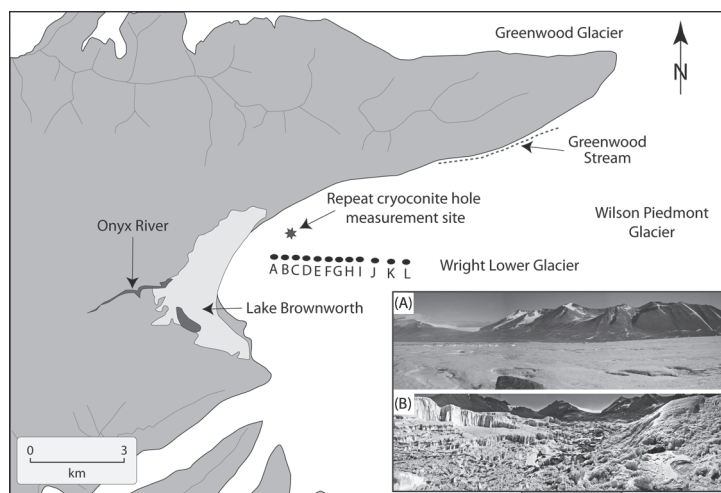 Greenwood Glacier
N
Greenwood
Stream
Repeat cryoconite hole
measurement site
Wilson Piedmont
Glacier
Onyx River
A B C D E F G H I J K L
Wright Lower Glacier
Lake Brownworth
(A)
(B)
0 3
km